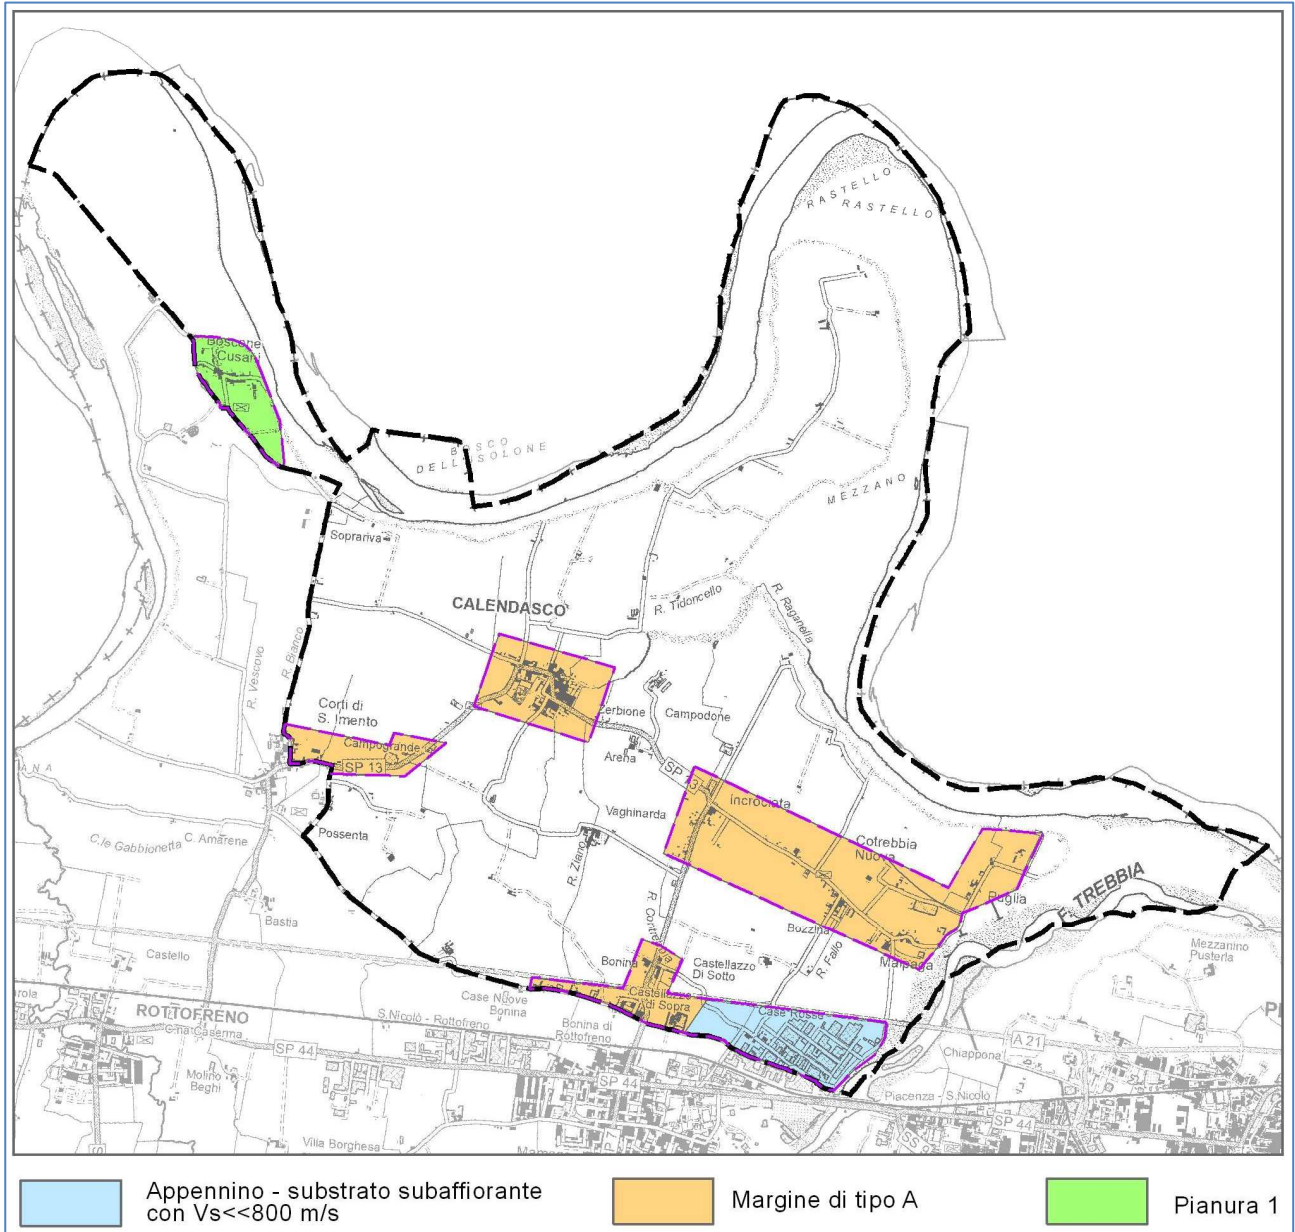 RASTELLO
RASTELLO
Boscone
Cusani
BOSCO
DELL'ISOLONE
MEZZANO
Soprariva
CALENDASCO
R. Tidoncello
R. Raganella
R. Vescovo
R. Bianco
Corti di
S. Imento
Zerbione
Campodone
Campogrande
SP 13
Arena
SP 13
Incrociata
Vaghinarda
Possenta
C. Amarene
C.le Gabbionetta
Cotrebbia
Nuova
R. Ziano
Puglia
F. TREBBIA
Bastia
Bozzina
R. Fallo
Malpaga
Mezzanino
Pusterla
Castello
Bonina
Castellazzo
Di Sotto
Case Nuove
Bonina
Castellazzo
di Sopra
Case Rosse
ROTTOFRENO
C.na Caserma
S.Nicolò - Rottofreno
Bonina di
Rottofreno
SP 44
A 21
Chiappona
Molino
Beghi
SP 44
Piacenza - S.Nicolò
SP 44
Villa Borghesa
Appennino - substrato subaffiorante
con Vs<<800 m/s
Margine di tipo A
Pianura 1